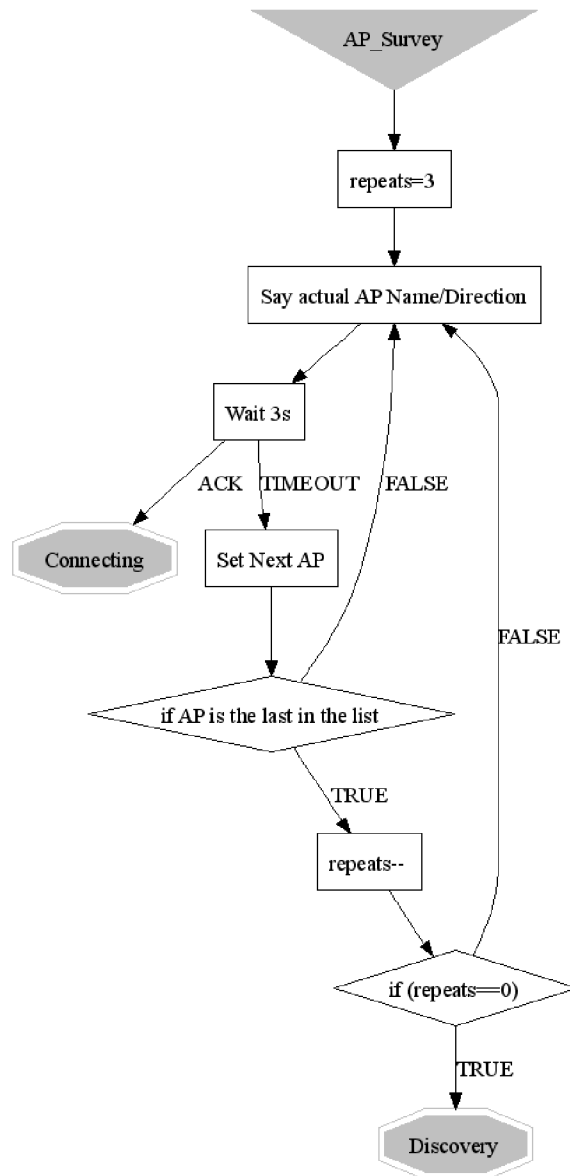 AP_Survey
repeats=3
Say actual AP Name/Direction
Wait 3s
ACK
TIMEOUT
FALSE
Connecting
Set Next AP
FALSE
if AP is the last in the list
TRUE
repeats--
if (repeats==0)
TRUE
Discovery